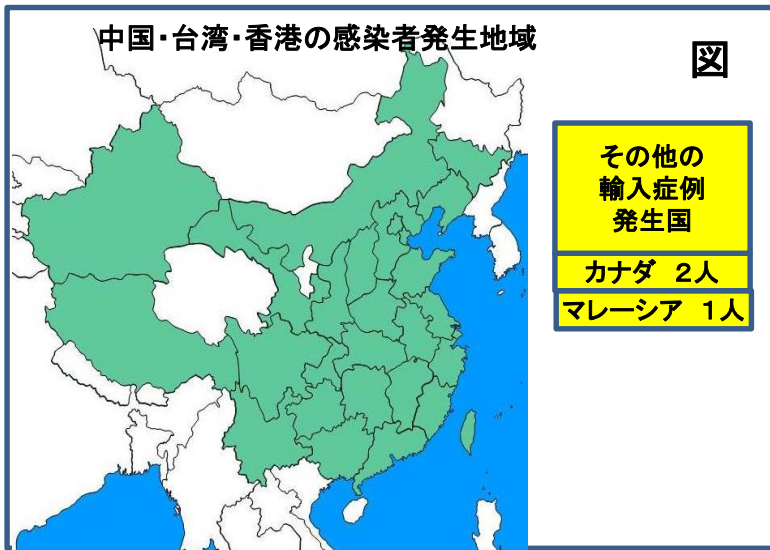 中国・台湾・香港の感染者発生地域
図
その他の
輸入症例
発生国
カナダ　２人
マレーシア　１人